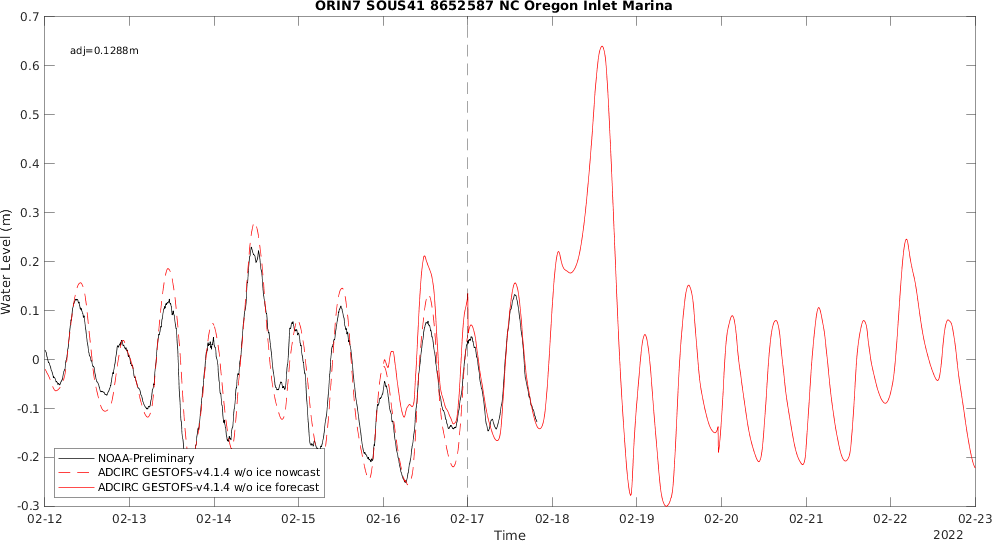 ORIN7 SOUS41 8652587 NC Oregon Inlet Marina
0.7
adj=0.1288m
0.6
0.5
0.4
0.3
0.2
0.1
0
-0.1
-0.2
-0.3
Water Level (m)
NOAA-Preliminary
ADCIRC GESTOFS-v4.1.4 w/o ice nowcast
ADCIRC GESTOFS-v4.1.4 w/o ice forecast
02-12 02-13 02-14 02-15 02-16 02-17 02-18 02-19 02-20 02-21 02-22 02-23
Time
2022